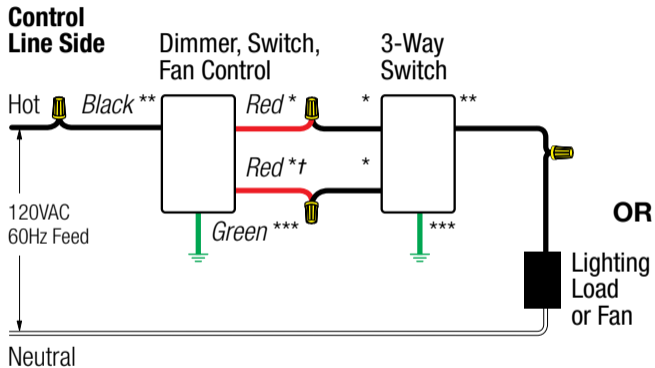 Control
Line Side
Dimmer, Switch,
Fan Control
3-Way
Switch
Hot
Black **
Red *
*
**
Red *†
*
120VAC
60Hz Feed
Green ***
***
OR
Lighting
Load
or Fan
Neutral